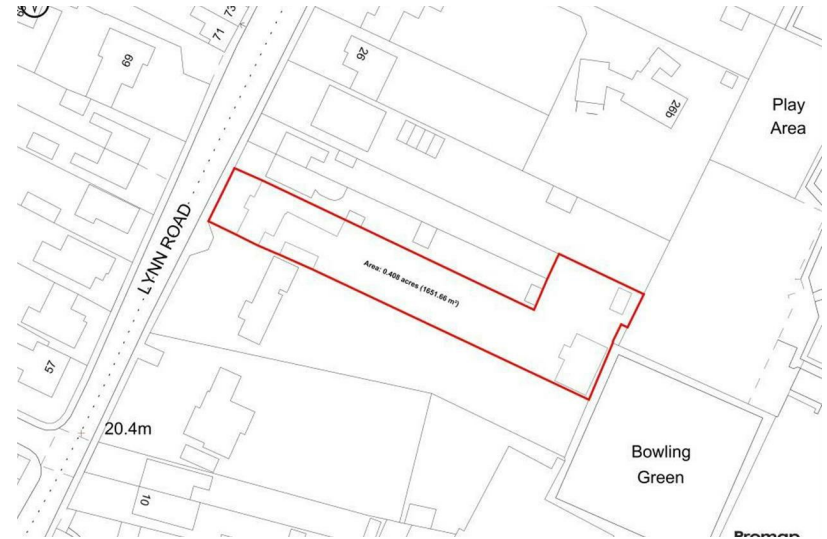 73
71
69
26
26b
Play
Area
LYNN ROAD
Area: 0.408 acres (1651.66 m²)
57
20.4m
10
Bowling
Green
Promap